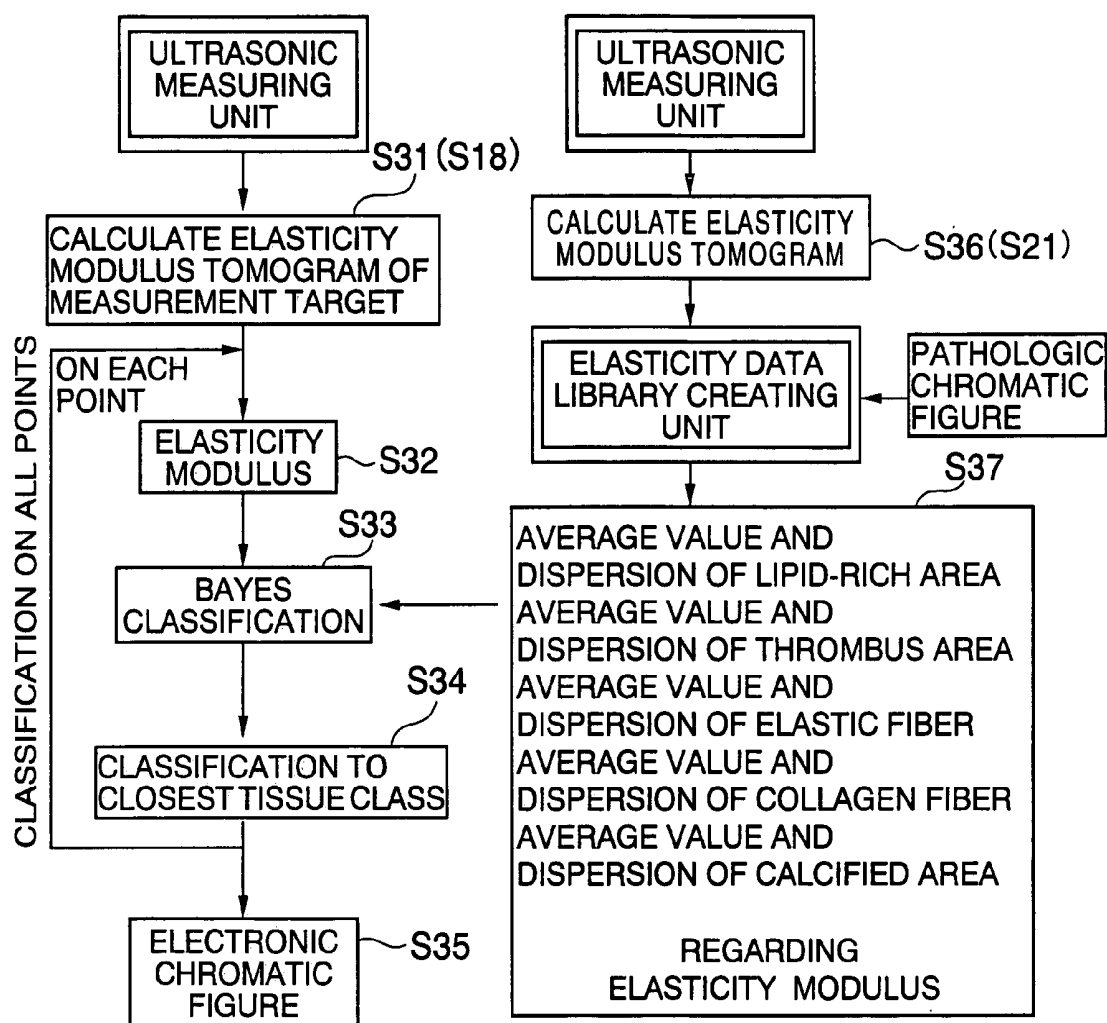 ULTRASONIC
MEASURING
UNIT
S31(S18)
CALCULATE ELASTICITY
MODULUS TOMOGRAM OF
MEASUREMENT TARGET
CLASSIFICATION ON ALL POINTS
ON EACH
POINT
ELASTICITY
MODULUS
S32
S33
BAYES
CLASSIFICATION
S34
CLASSIFICATION TO
CLOSEST TISSUE CLASS
ELECTRONIC
CHROMATIC
FIGURE
S35
ULTRASONIC
MEASURING
UNIT
CALCULATE ELASTICITY
MODULUS TOMOGRAM
S36(S21)
ELASTICITY DATA
LIBRARY CREATING
UNIT
PATHOLOGIC
CHROMATIC
FIGURE
S37
AVERAGE VALUE AND
DISPERSION OF LIPID-RICH AREA
AVERAGE VALUE AND
DISPERSION OF THROMBUS AREA
AVERAGE VALUE AND
DISPERSION OF ELASTIC FIBER
AVERAGE VALUE AND
DISPERSION OF COLLAGEN FIBER
AVERAGE VALUE AND
DISPERSION OF CALCIFIED AREA
REGARDING
ELASTICITY MODULUS